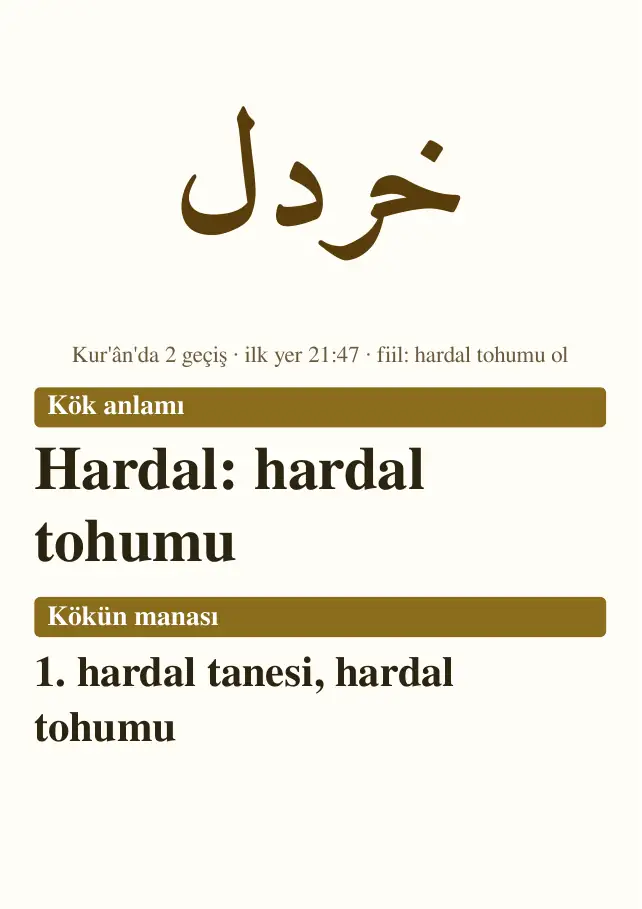 خردل
Kur'ân'da 2 geçiş · ilk yer 21:47 · fiil: hardal tohumu ol
Kök anlamı
Hardal: hardal
tohumu
Kökün manası
1. hardal tanesi, hardal
tohumu